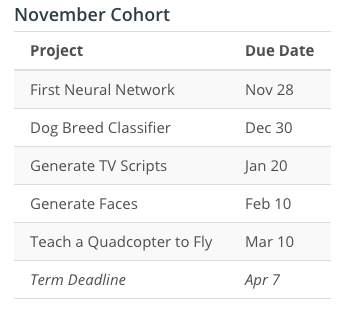 November Cohort
Project Due Date
First Neural Network Nov 28
Dog Breed Classifier Dec 30
Generate TV Scripts Jan 20
Generate Faces Feb 10
Teach a Quadcopter to Fly Mar 10
Term Deadline Apr 7